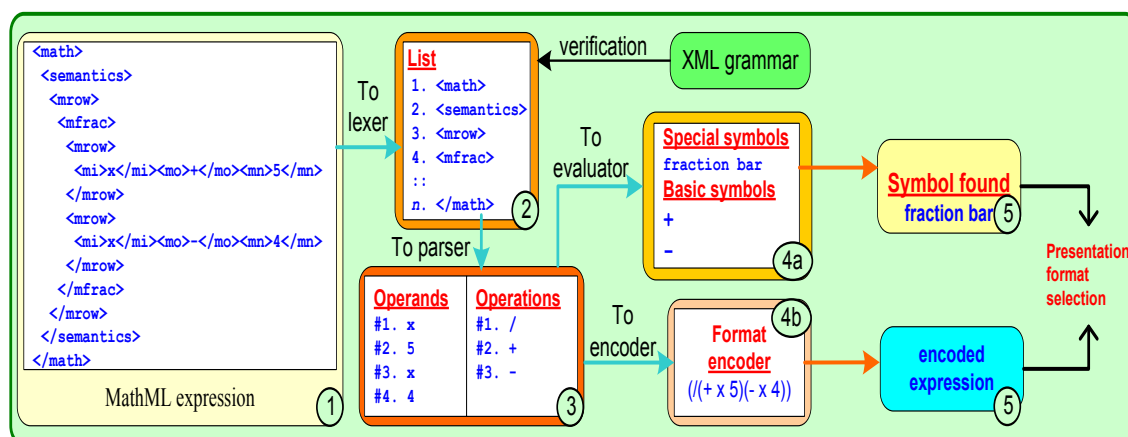 <math>
<semantics>
<mrow>
<mfrac>
<mrow>
<mi>x</mi><mo>+</mo><mn>5</mn>
</mrow>
<mrow>
<mi>x</mi><mo>-</mo><mn>4</mn>
</mrow>
</mfrac>
</mrow>
</semantics>
</math>
MathML expression
1
To
lexer
List
1. <math>
2. <semantics>
3. <mrow>
4. <mfrac>
::
n. </math>
2
verification
XML grammar
To parser
Operands
#1. x
#2. 5
#3. x
#4. 4
Operations
#1. /
#2. +
#3. -
3
To
evaluator
Special symbols
fraction bar
Basic symbols
+
-
4a
To
encoder
4b
Format
encoder
(/(+ x 5)(- x 4))
Symbol found
fraction bar
5
encoded
expression
5
Presentation
format
selection